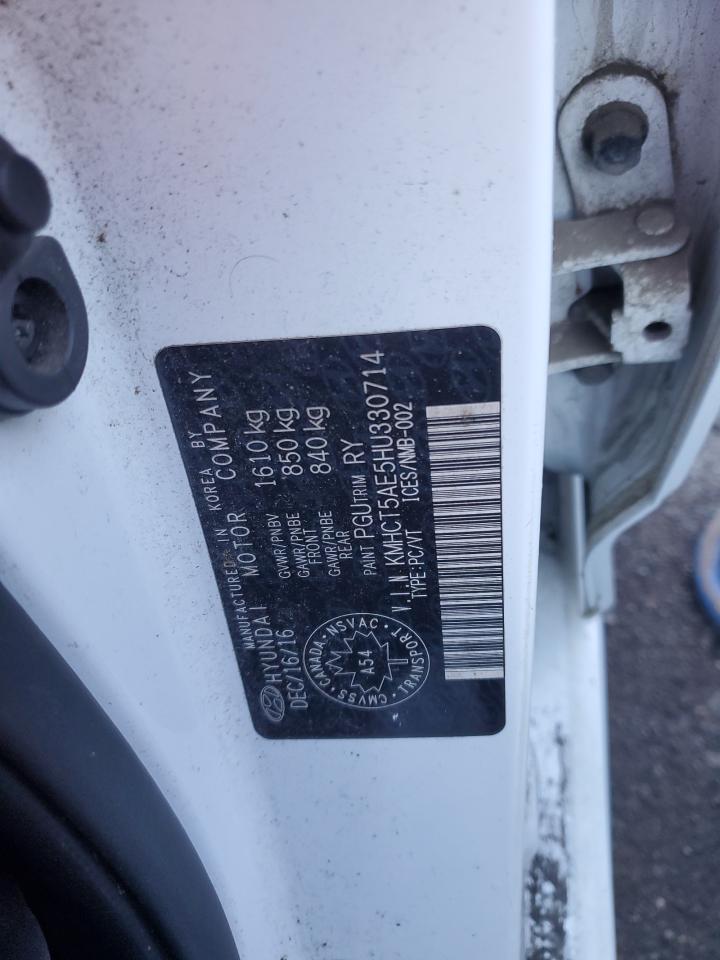 MANUFACTURED IN KOREA BY
HYUNDAI MOTOR COMPANY
DEC/16/16 GVWR/PNBV 1610 kg
GAWR/PNBE FRONT 850 kg
GAWR/PNBE REAR 840 kg
PAINT PGU TRIM RY
V.I.N KMHCT5AE5HU330714
TYPE:PC/VT ICES/NMB-002
CANADA · NSVAC · TRANSPORT · CMVSS
A54